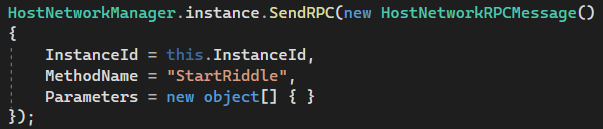 HostNetworkManager.instance.SendRPC(new HostNetworkRPCMessage()
{
    InstanceId = this.InstanceId,
    MethodName = "StartRiddle",
    Parameters = new object[] { }
});